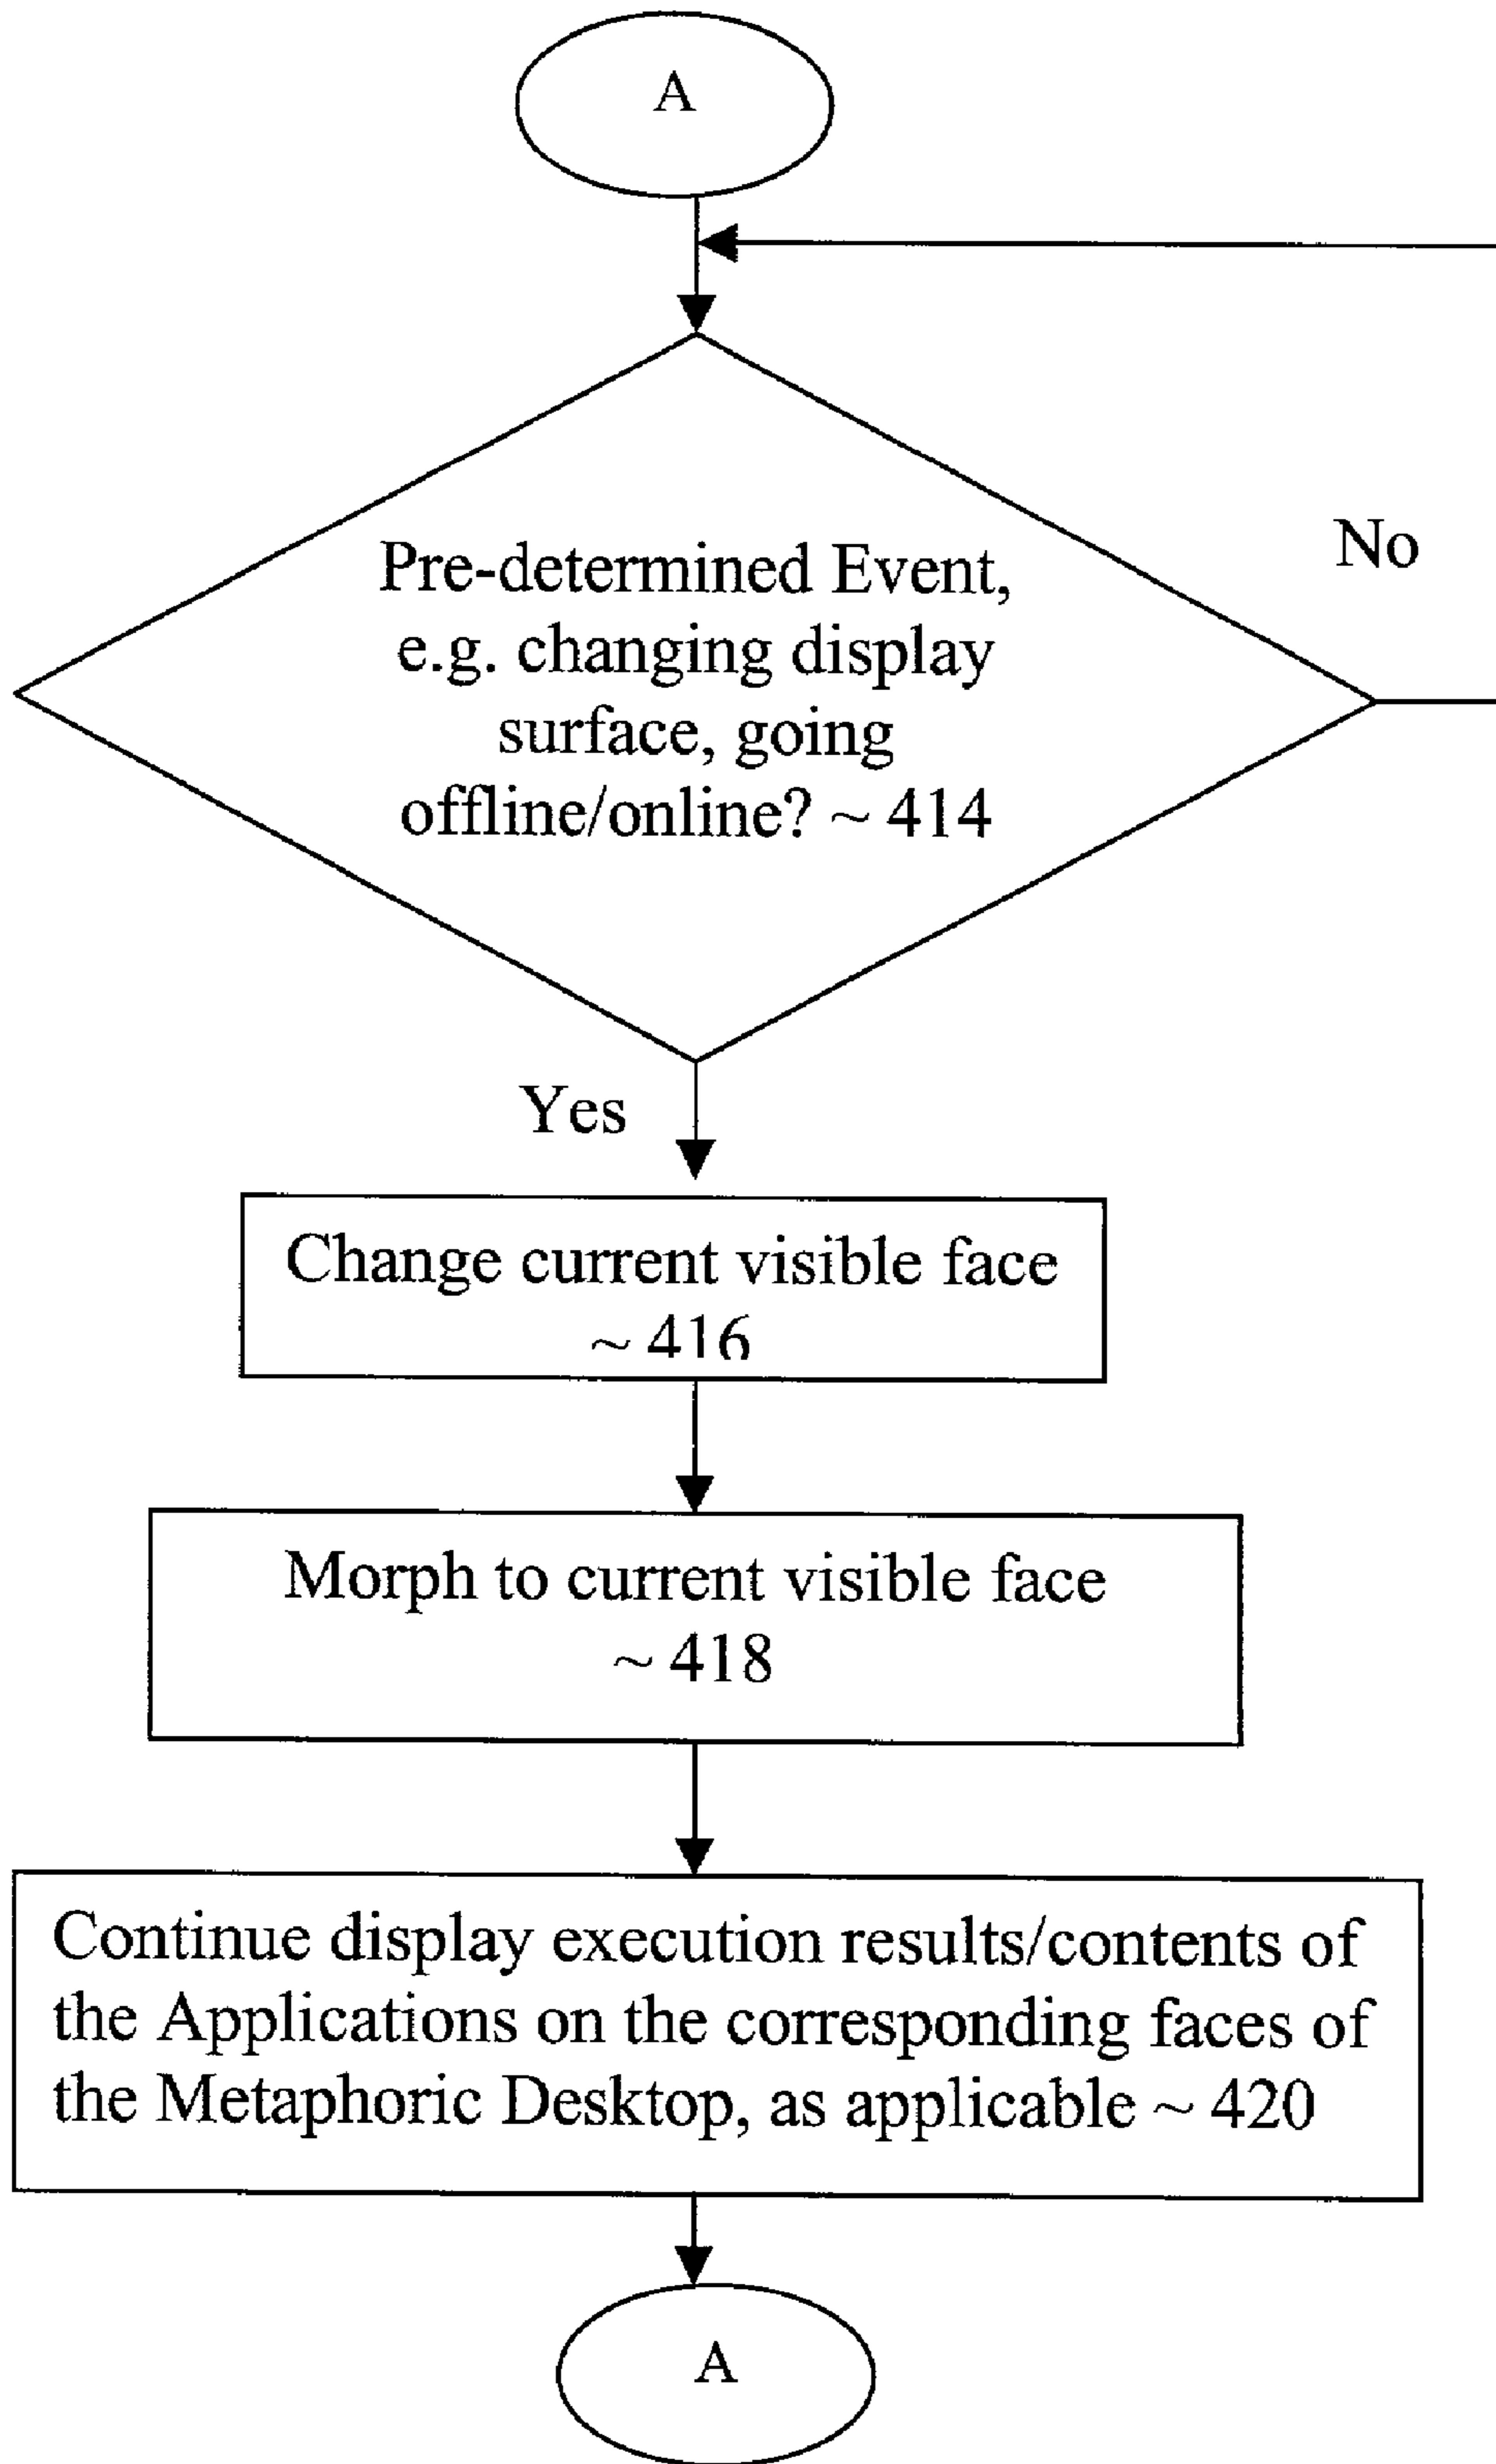 A
Pre-determined Event,
e.g. changing display
surface, going
offline/online? ~ 414
No
Yes
Change current visible face
~ 416
Morph to current visible face
~ 418
Continue display execution results/contents of
the Applications on the corresponding faces of
the Metaphoric Desktop, as applicable ~ 420
A